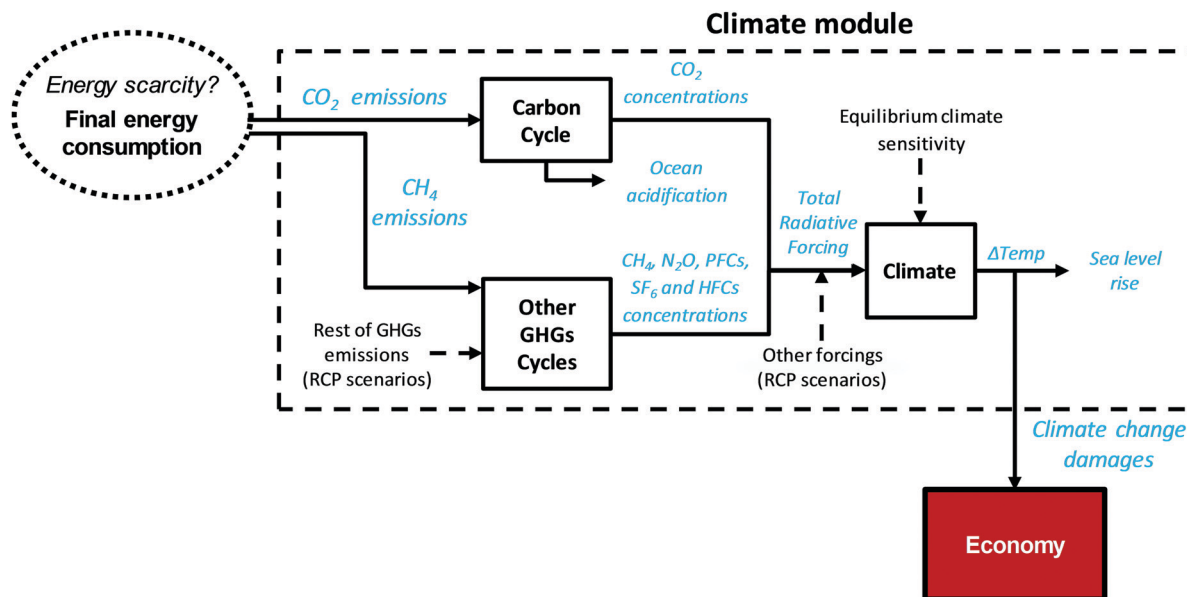 Climate module
Energy scarcity?
Final energy
consumption
CO₂ emissions
CH₄
emissions
Carbon
Cycle
CO₂
concentrations
Ocean
acidification
Equilibrium climate
sensitivity
Total
Radiative
Forcing
Climate
ΔTemp
Sea level
rise
CH₄, N₂O, PFCs,
SF₆ and HFCs
concentrations
Other
GHGs
Cycles
Rest of GHGs
emissions
(RCP scenarios)
Other forcings
(RCP scenarios)
Climate change
damages
Economy